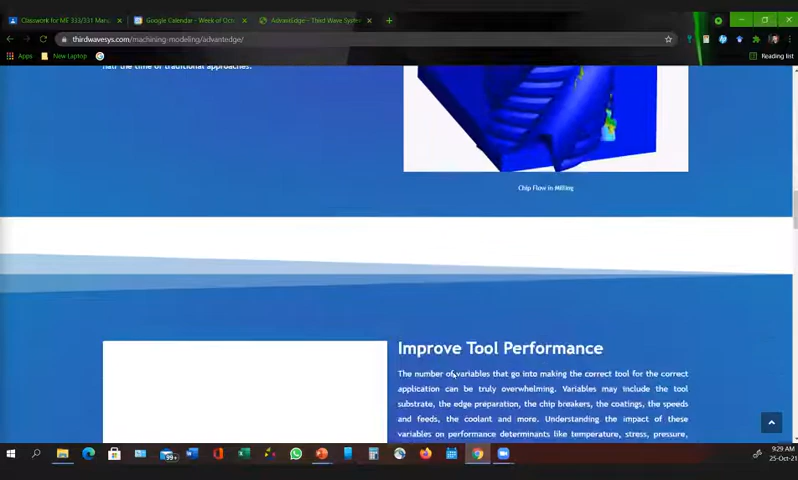 Classwork for ME 333/331 Man
Google Calendar - Week of Oct
AdvantEdge - Third Wave System
thirdwavesys.com/machining-modeling/advantedge/
Reading list
Apps
New Laptop
half the time of traditional approaches.
Chip Flow in Milling
Improve Tool Performance
The number of variables that go into making the correct tool for the correct
application can be truly overwhelming. Variables may include the tool
substrate, the edge preparation, the chip breakers, the coatings, the speeds
and feeds, the coolant and more. Understanding the impact of these
variables on performance determinants like temperature, stress, pressure,
99+
9:29 AM
25-Oct-21